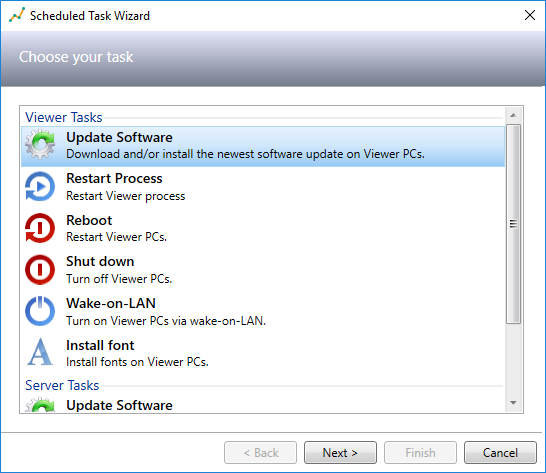 Scheduled Task Wizard
Choose your task
Viewer Tasks
Update Software
Download and/or install the newest software update on Viewer PCs.
Restart Process
Restart Viewer process
Reboot
Restart Viewer PCs.
Shut down
Turn off Viewer PCs.
Wake-on-LAN
Turn on Viewer PCs via wake-on-LAN.
Install font
Install fonts on Viewer PCs.
Server Tasks
Update Software
< Back
Next >
Finish
Cancel